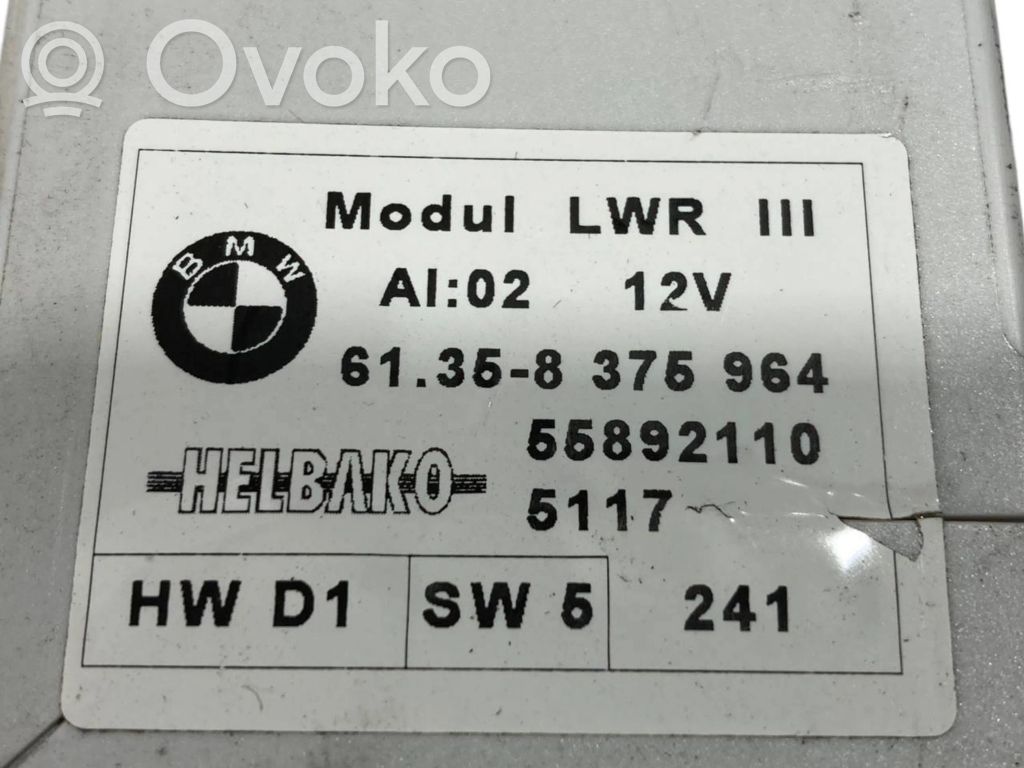 Ovoko
Modul LWR III
BMW
AI:02 12V
61.35-8 375 964
55892110
HELBAKO
5117
HW D1 SW 5 241